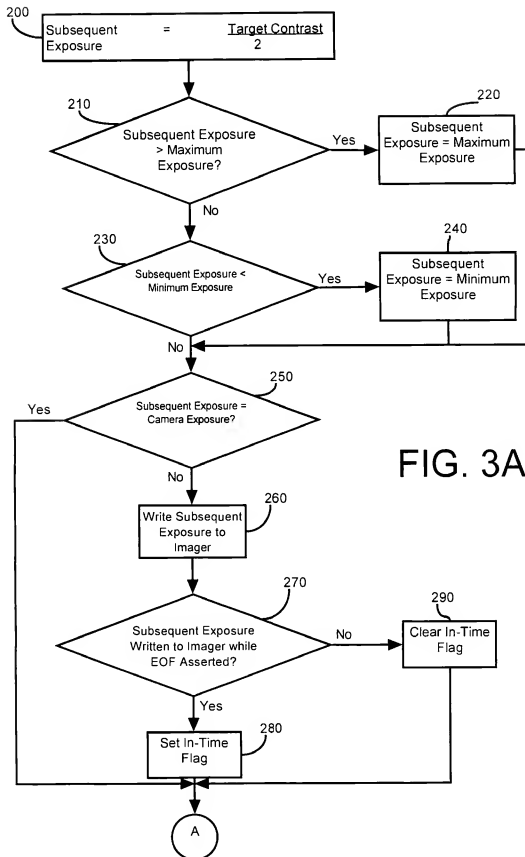 200
Subsequent = Target Contrast
Exposure 2
210
Subsequent Exposure
> Maximum
Exposure?
Yes
220
Subsequent
Exposure = Maximum
Exposure
No
230
Subsequent Exposure <
Minimum Exposure
Yes
240
Subsequent
Exposure = Minimum
Exposure
No
250
Yes
Subsequent Exposure =
Camera Exposure?
No
FIG. 3A
260
Write Subsequent
Exposure to
Imager
270
Subsequent Exposure
Written to Imager while
EOF Asserted?
No
290
Clear In-Time
Flag
Yes
280
Set In-Time
Flag
A